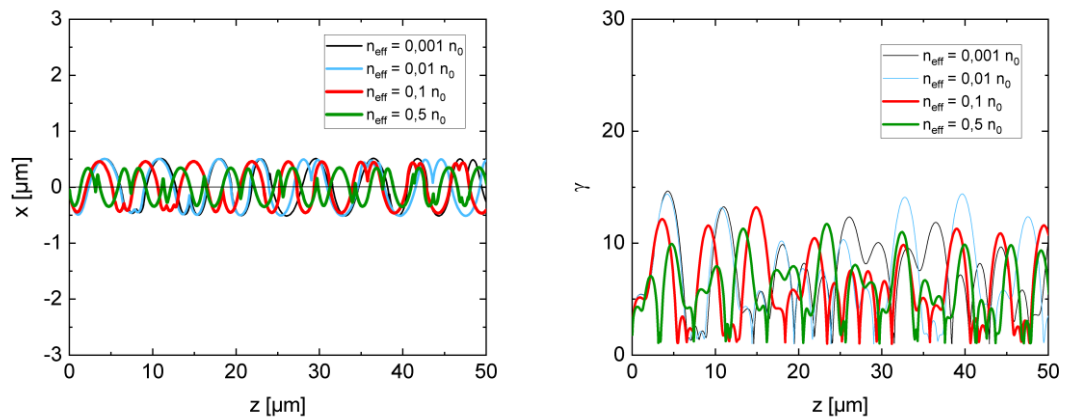 3
2
1
0
-1
-2
-3
x [µm]
0
10
20
30
40
50
z [µm]
n_eff = 0,001 n_0
n_eff = 0,01 n_0
n_eff = 0,1 n_0
n_eff = 0,5 n_0
30
20
10
0
γ
0
10
20
30
40
50
z [µm]
n_eff = 0,001 n_0
n_eff = 0,01 n_0
n_eff = 0,1 n_0
n_eff = 0,5 n_0